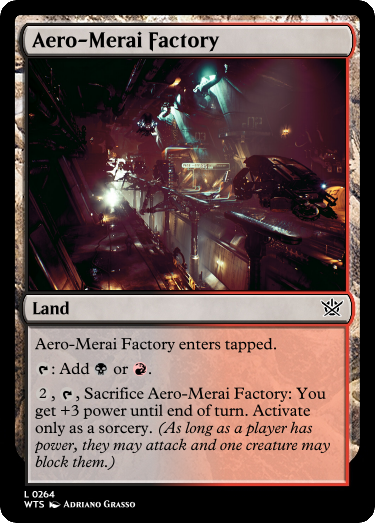 Aero-Merai Factory
Land
Aero-Merai Factory enters tapped.
: Add or .
2 , , Sacrifice Aero-Merai Factory: You
get +3 power until end of turn. Activate
only as a sorcery. (As long as a player has
power, they may attack and one creature may
block them.)
L 0264
WTS Adriano Grasso